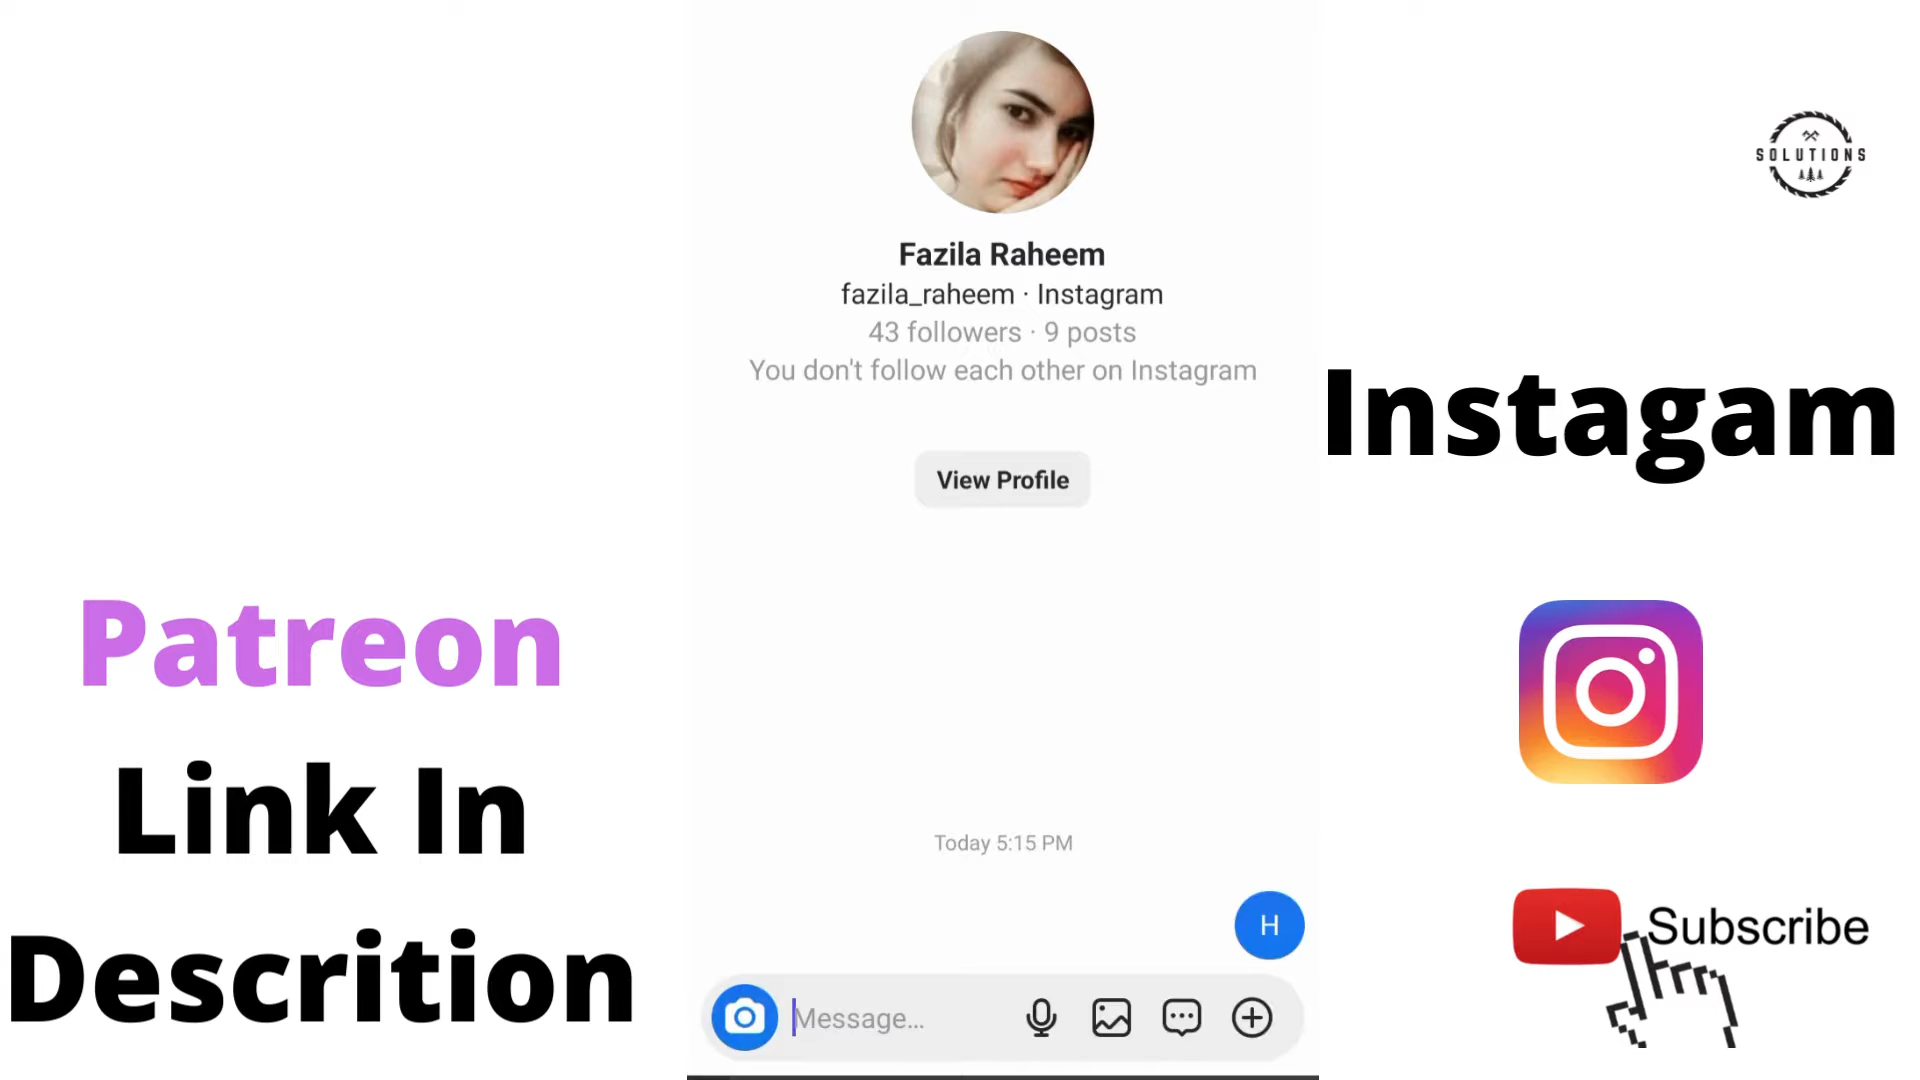 SOLUTIONS
Fazila Raheem
fazila_raheem · Instagram
43 followers · 9 posts
You don't follow each other on Instagram
View Profile
Instagam
Patreon
Link In
Descrition
Today 5:15 PM
H
Message...
Subscribe